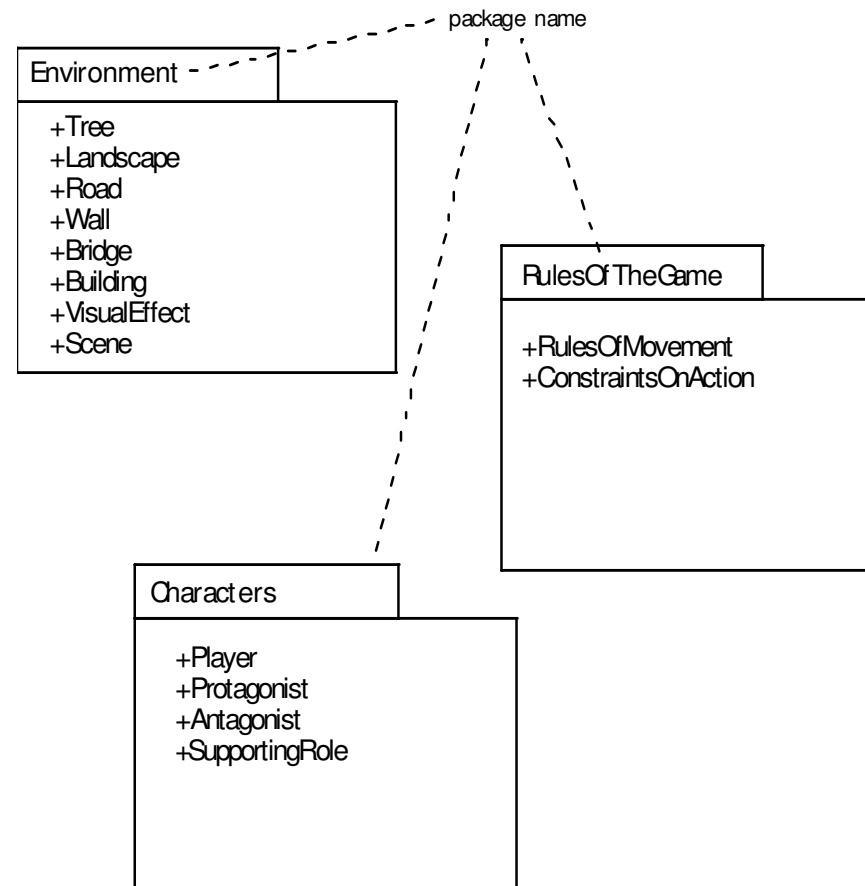 package name
Environment
+Tree
+Landscape
+Road
+Wall
+Bridge
+Building
+VisualEffect
+Scene
RulesOfTheGame
+RulesOfMovement
+ConstraintsOnAction
Characters
+Player
+Protagonist
+Antagonist
+SupportingRole